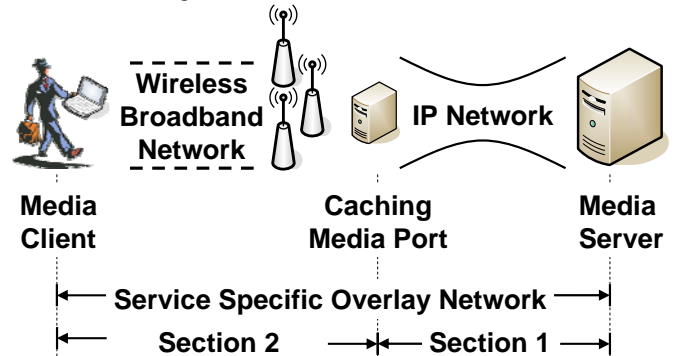 Wireless
Broadband
Network
IP Network
Media
Client
Caching
Media Port
Media
Server
Service Specific Overlay Network
Section 2
Section 1